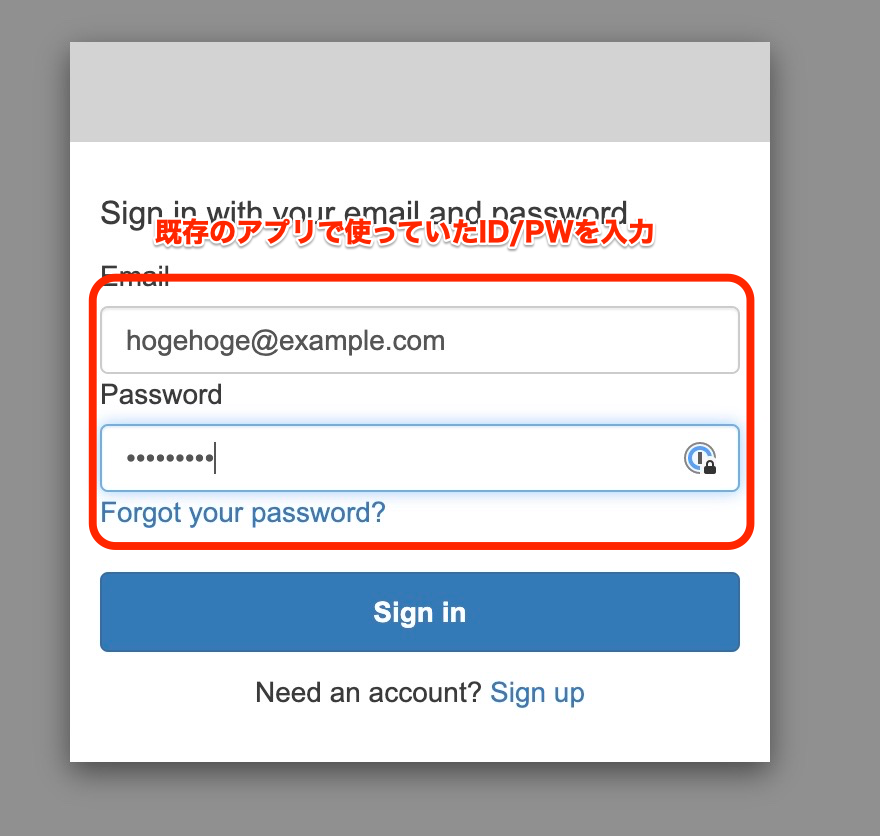 Sign in with your email and password
既存のアプリで使っていたID/PWを入力
Email
hogehoge@example.com
Password
•••••••••
Forgot your password?
Sign in
Need an account? Sign up